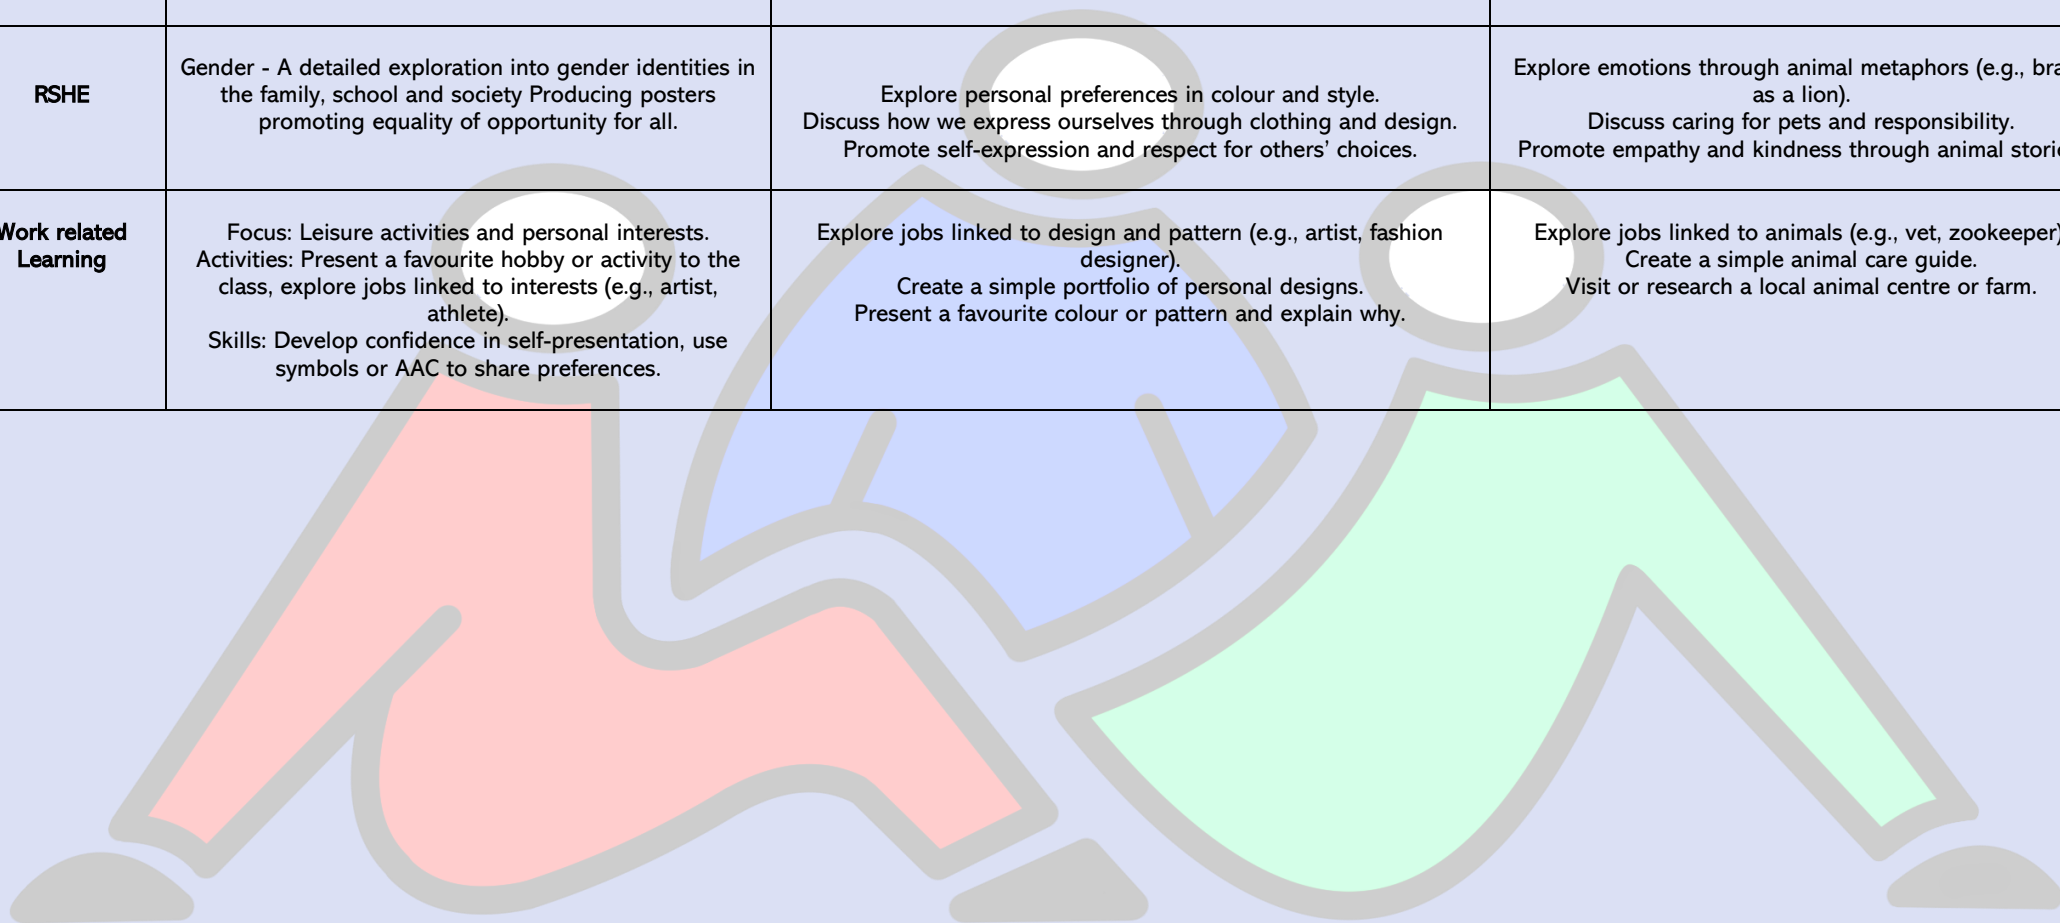 RSHE
Gender - A detailed exploration into gender identities in
the family, school and society Producing posters
promoting equality of opportunity for all.
Explore personal preferences in colour and style.
Discuss how we express ourselves through clothing and design.
Promote self-expression and respect for others’ choices.
Explore emotions through animal metaphors (e.g.,
as a lion).
Discuss caring for pets and responsibility.
Promote empathy and kindness through animal
Work related
Learning
Focus: Leisure activities and personal interests.
Activities: Present a favourite hobby or activity to the
class, explore jobs linked to interests (e.g., artist,
athlete).
Skills: Develop confidence in self-presentation, use
symbols or AAC to share preferences.
Explore jobs linked to design and pattern (e.g., artist, fashion
designer).
Create a simple portfolio of personal designs.
Present a favourite colour or pattern and explain why.
Explore jobs linked to animals (e.g., vet, zookeeper)
Create a simple animal care guide.
Visit or research a local animal centre or farm.